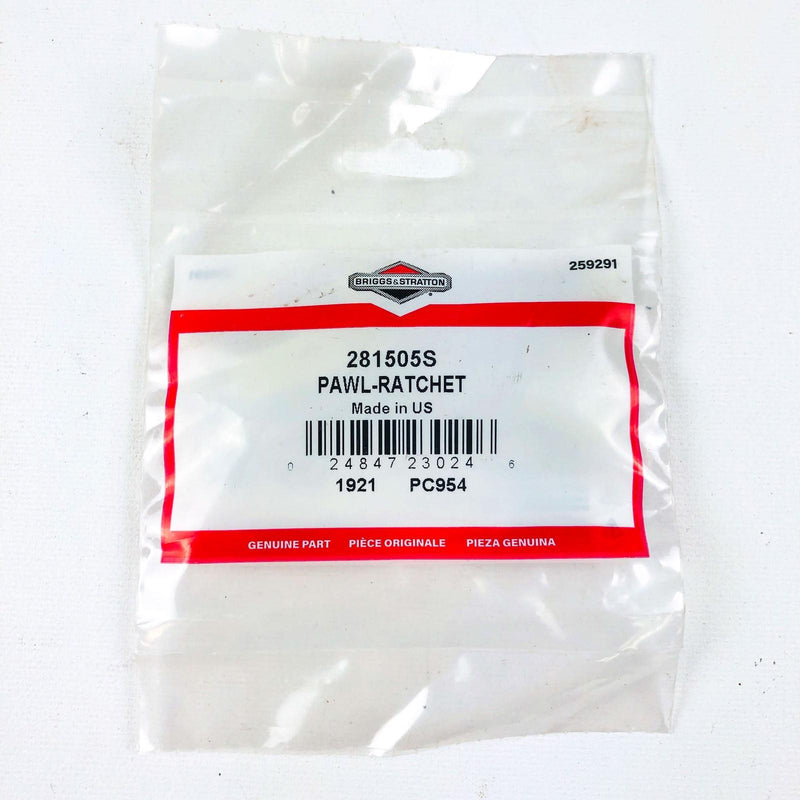 259291
BRIGGS&STRATTON
281505S
PAWL-RATCHET
Made in US
0 24847 23024 6
1921 PC954
GENUINE PART PIÈCE ORIGINALE PIEZA GENUINA